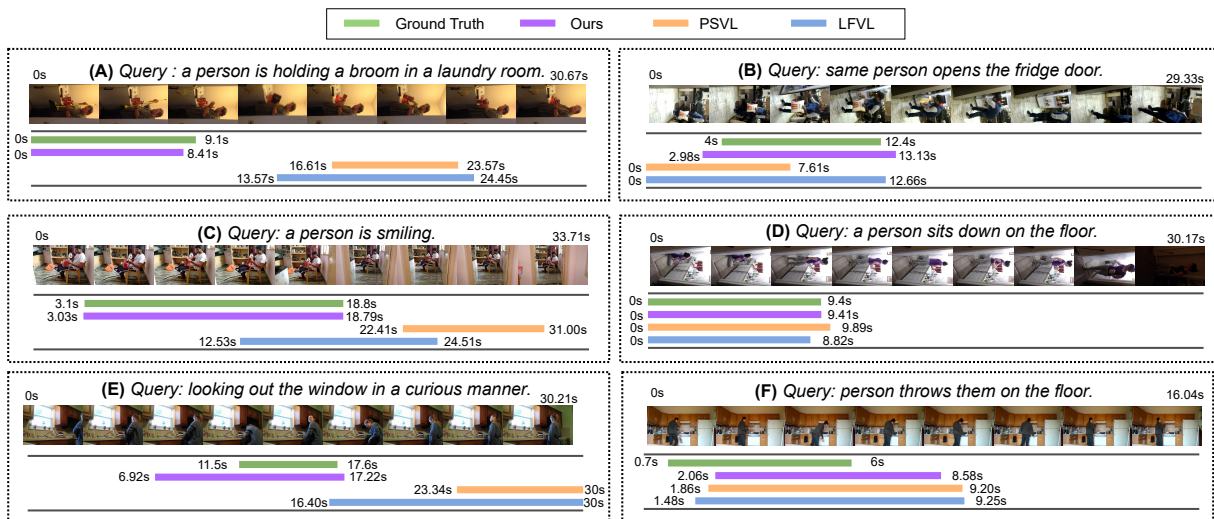 Ground Truth Ours PSVL LFVL
0s (A) Query : a person is holding a broom in a laundry room. 30.67s
0s 9.1s
0s 8.41s
16.61s 23.57s
13.57s 24.45s
0s (B) Query: same person opens the fridge door. 29.33s
4s 12.4s
2.98s 13.13s
0s 7.61s
0s 12.66s
0s (C) Query: a person is smiling. 33.71s
3.1s 18.8s
3.03s 18.79s
22.41s 31.00s
12.53s 24.51s
0s (D) Query: a person sits down on the floor. 30.17s
0s 9.4s
0s 9.41s
0s 9.89s
0s 8.82s
0s (E) Query: looking out the window in a curious manner. 30.21s
11.5s 17.6s
6.92s 17.22s
23.34s 30s
16.40s 30s
0s (F) Query: person throws them on the floor. 16.04s
0.7s 6s
2.06s 8.58s
1.86s 9.20s
1.48s 9.25s